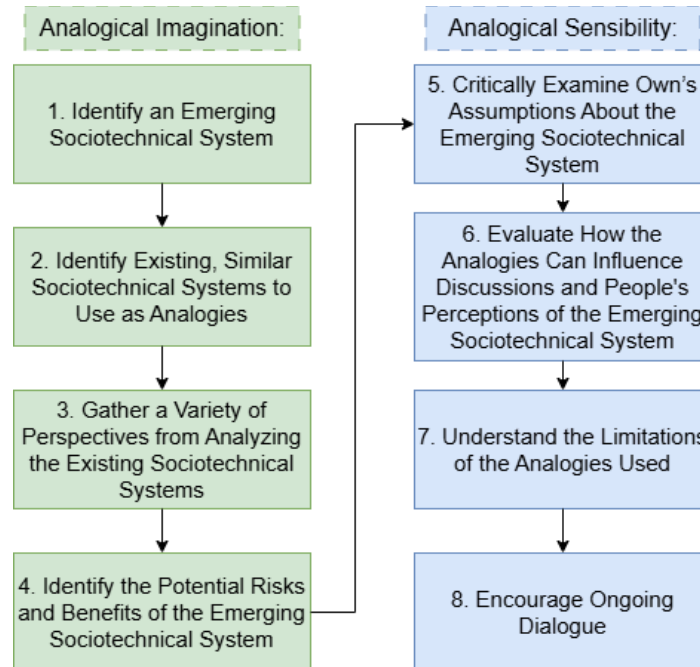 Analogical Imagination:
1. Identify an Emerging
Sociotechnical System
2. Identify Existing, Similar
Sociotechnical Systems to
Use as Analogies
3. Gather a Variety of
Perspectives from Analyzing
the Existing Sociotechnical
Systems
4. Identify the Potential Risks
and Benefits of the Emerging
Sociotechnical System
Analogical Sensibility:
5. Critically Examine Own's
Assumptions About the
Emerging Sociotechnical
System
6. Evaluate How the
Analogies Can Influence
Discussions and People's
Perceptions of the Emerging
Sociotechnical System
7. Understand the Limitations
of the Analogies Used
8. Encourage Ongoing
Dialogue